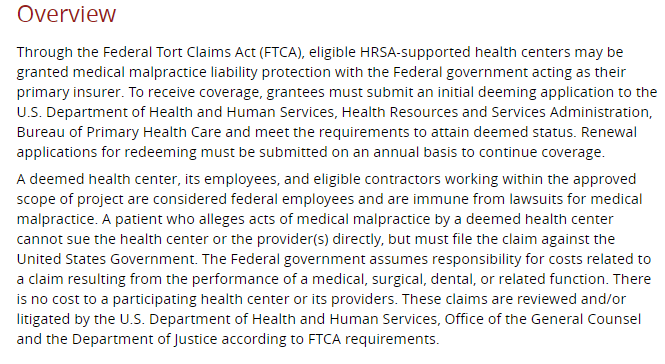 Overview
Through the Federal Tort Claims Act (FTCA), eligible HRSA-supported health centers may be
granted medical malpractice liability protection with the Federal government acting as their
primary insurer. To receive coverage, grantees must submit an initial deeming application to the
U.S. Department of Health and Human Services, Health Resources and Services Administration,
Bureau of Primary Health Care and meet the requirements to attain deemed status. Renewal
applications for redeeming must be submitted on an annual basis to continue coverage.
A deemed health center, its employees, and eligible contractors working within the approved
scope of project are considered federal employees and are immune from lawsuits for medical
malpractice. A patient who alleges acts of medical malpractice by a deemed health center
cannot sue the health center or the provider(s) directly, but must file the claim against the
United States Government. The Federal government assumes responsibility for costs related to
a claim resulting from the performance of a medical, surgical, dental, or related function. There
is no cost to a participating health center or its providers. These claims are reviewed and/or
litigated by the U.S. Department of Health and Human Services, Office of the General Counsel
and the Department of Justice according to FTCA requirements.